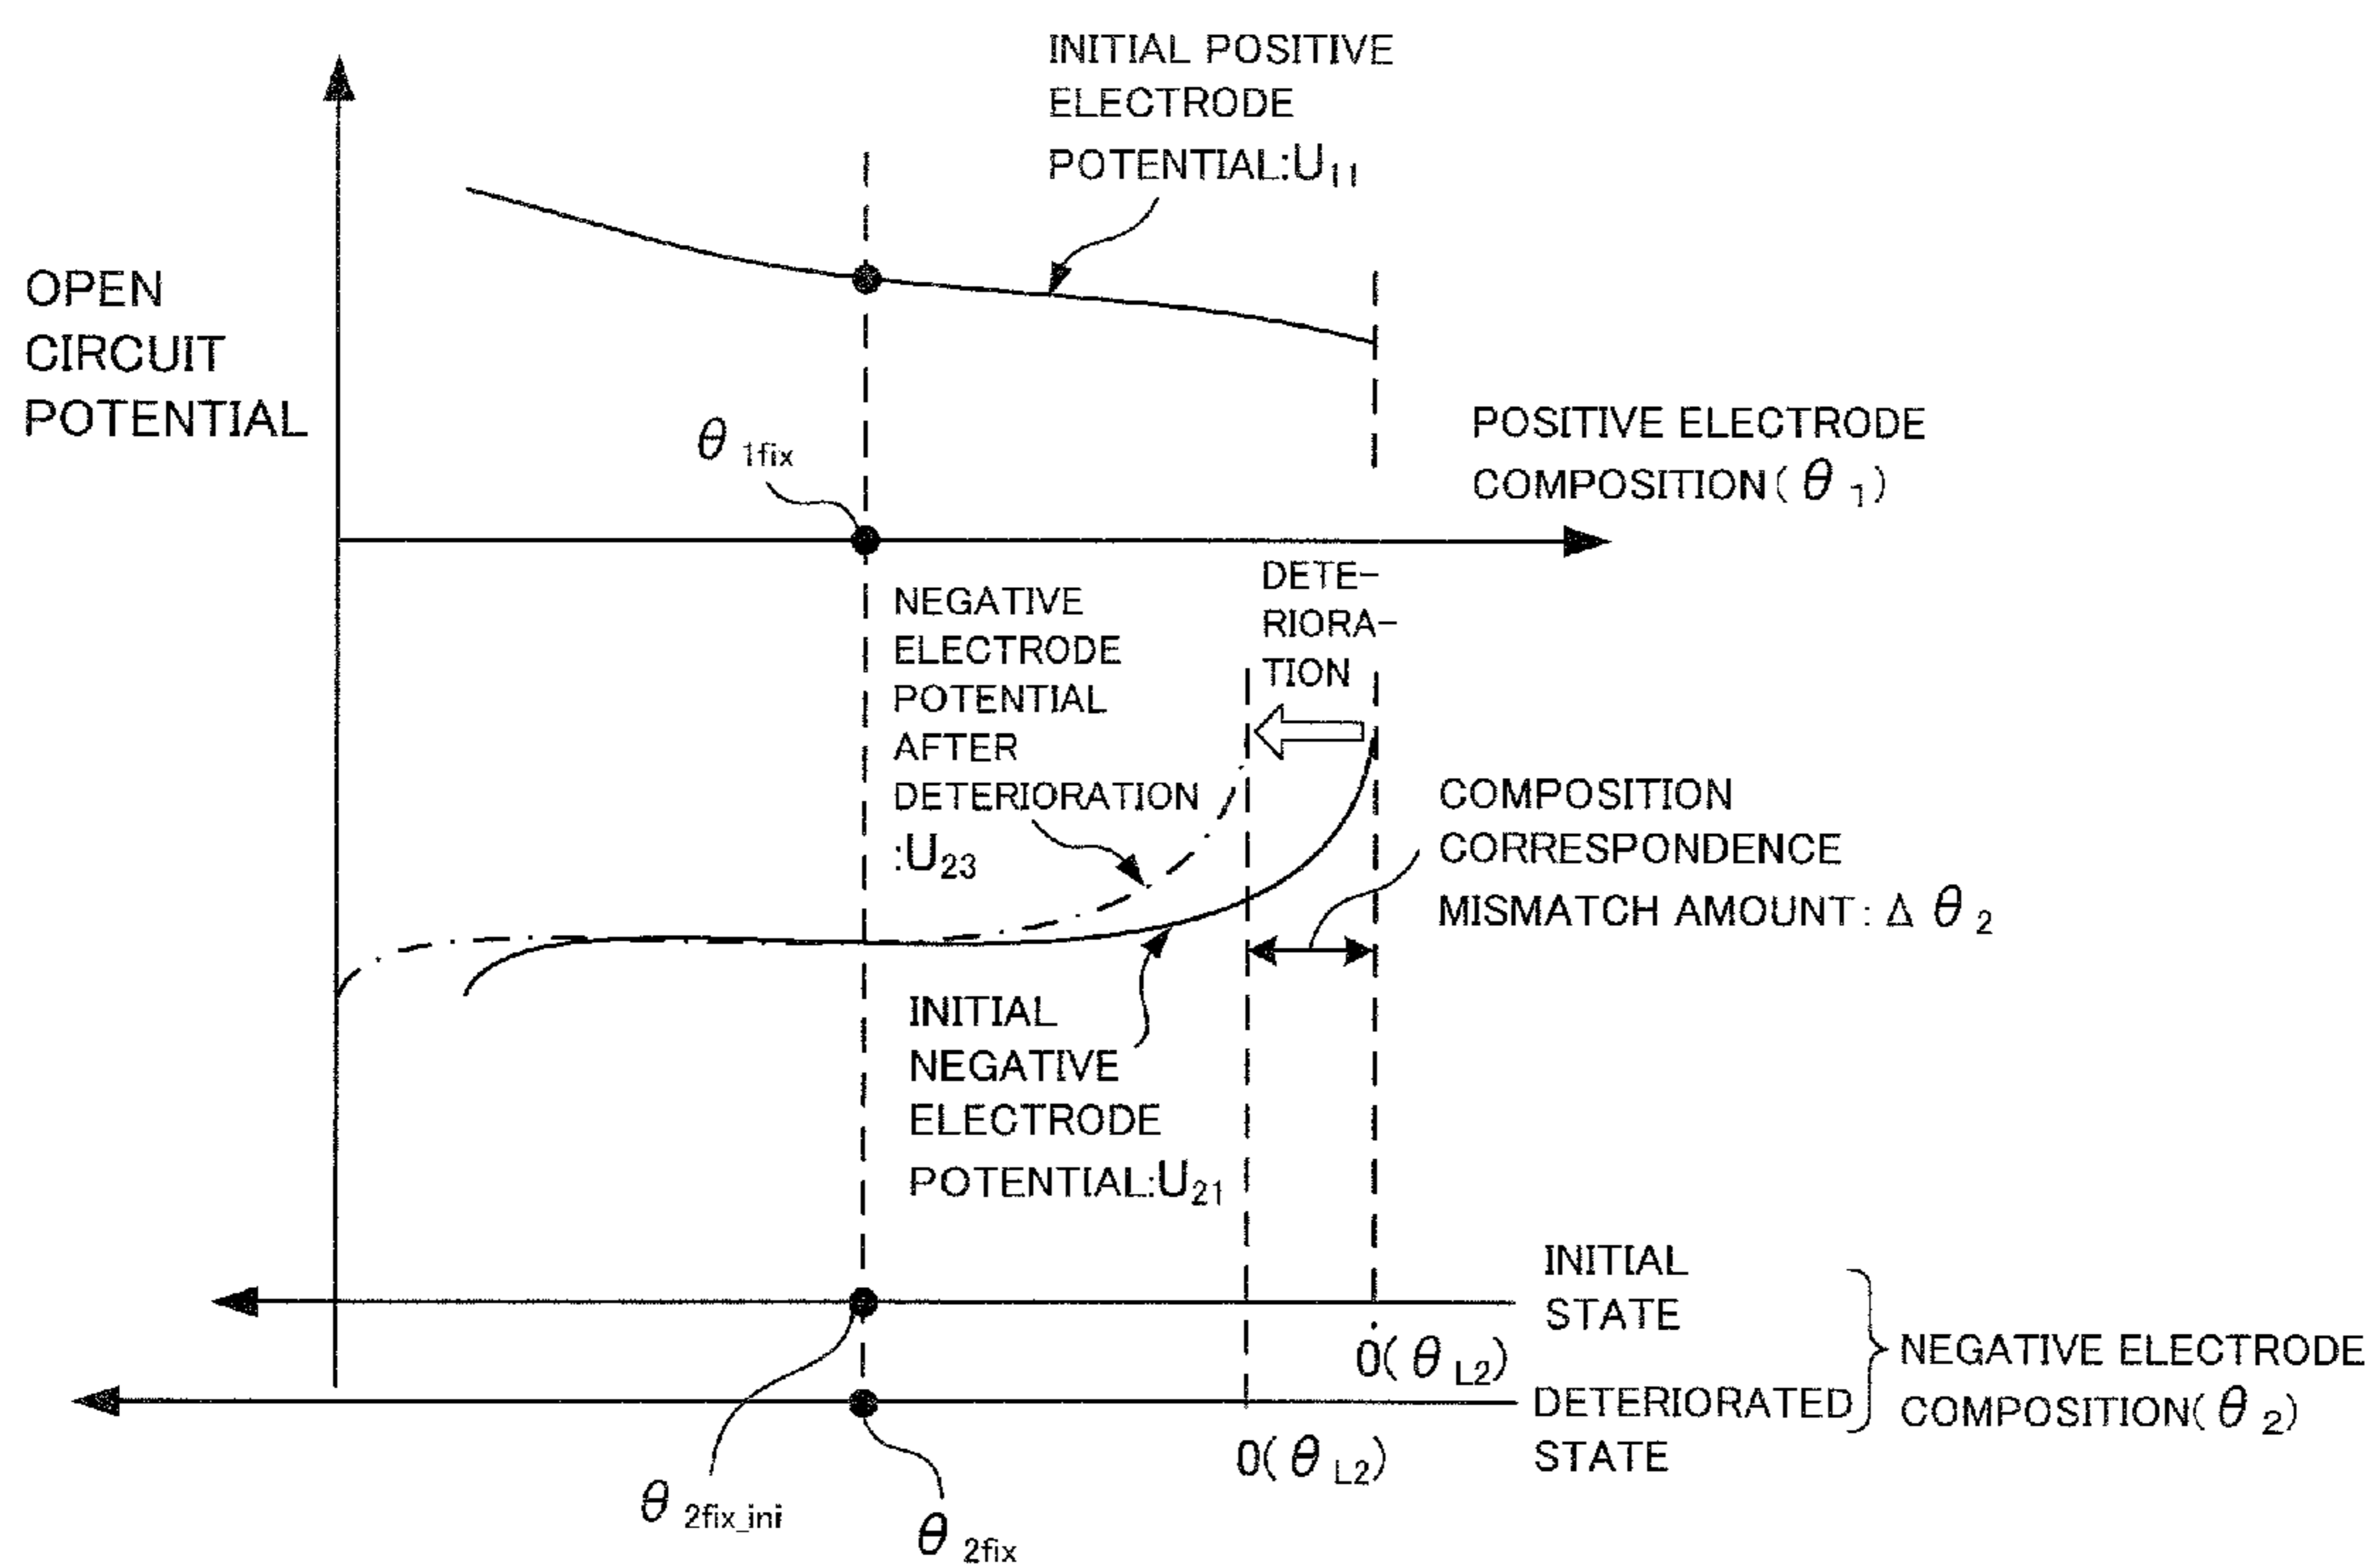 INITIAL POSITIVE
ELECTRODE
POTENTIAL:U11
OPEN
CIRCUIT
POTENTIAL
θ 1fix
POSITIVE ELECTRODE
COMPOSITION( θ 1)
DETE-
RIORA-
TION
NEGATIVE
ELECTRODE
POTENTIAL
AFTER
DETERIORATION
:U23
COMPOSITION
CORRESPONDENCE
MISMATCH AMOUNT: Δ θ 2
INITIAL
NEGATIVE
ELECTRODE
POTENTIAL:U21
INITIAL
STATE
0( θ L2)
DETERIORATED
STATE
0( θ L2)
NEGATIVE ELECTRODE
COMPOSITION( θ 2)
θ 2fix_ini
θ 2fix